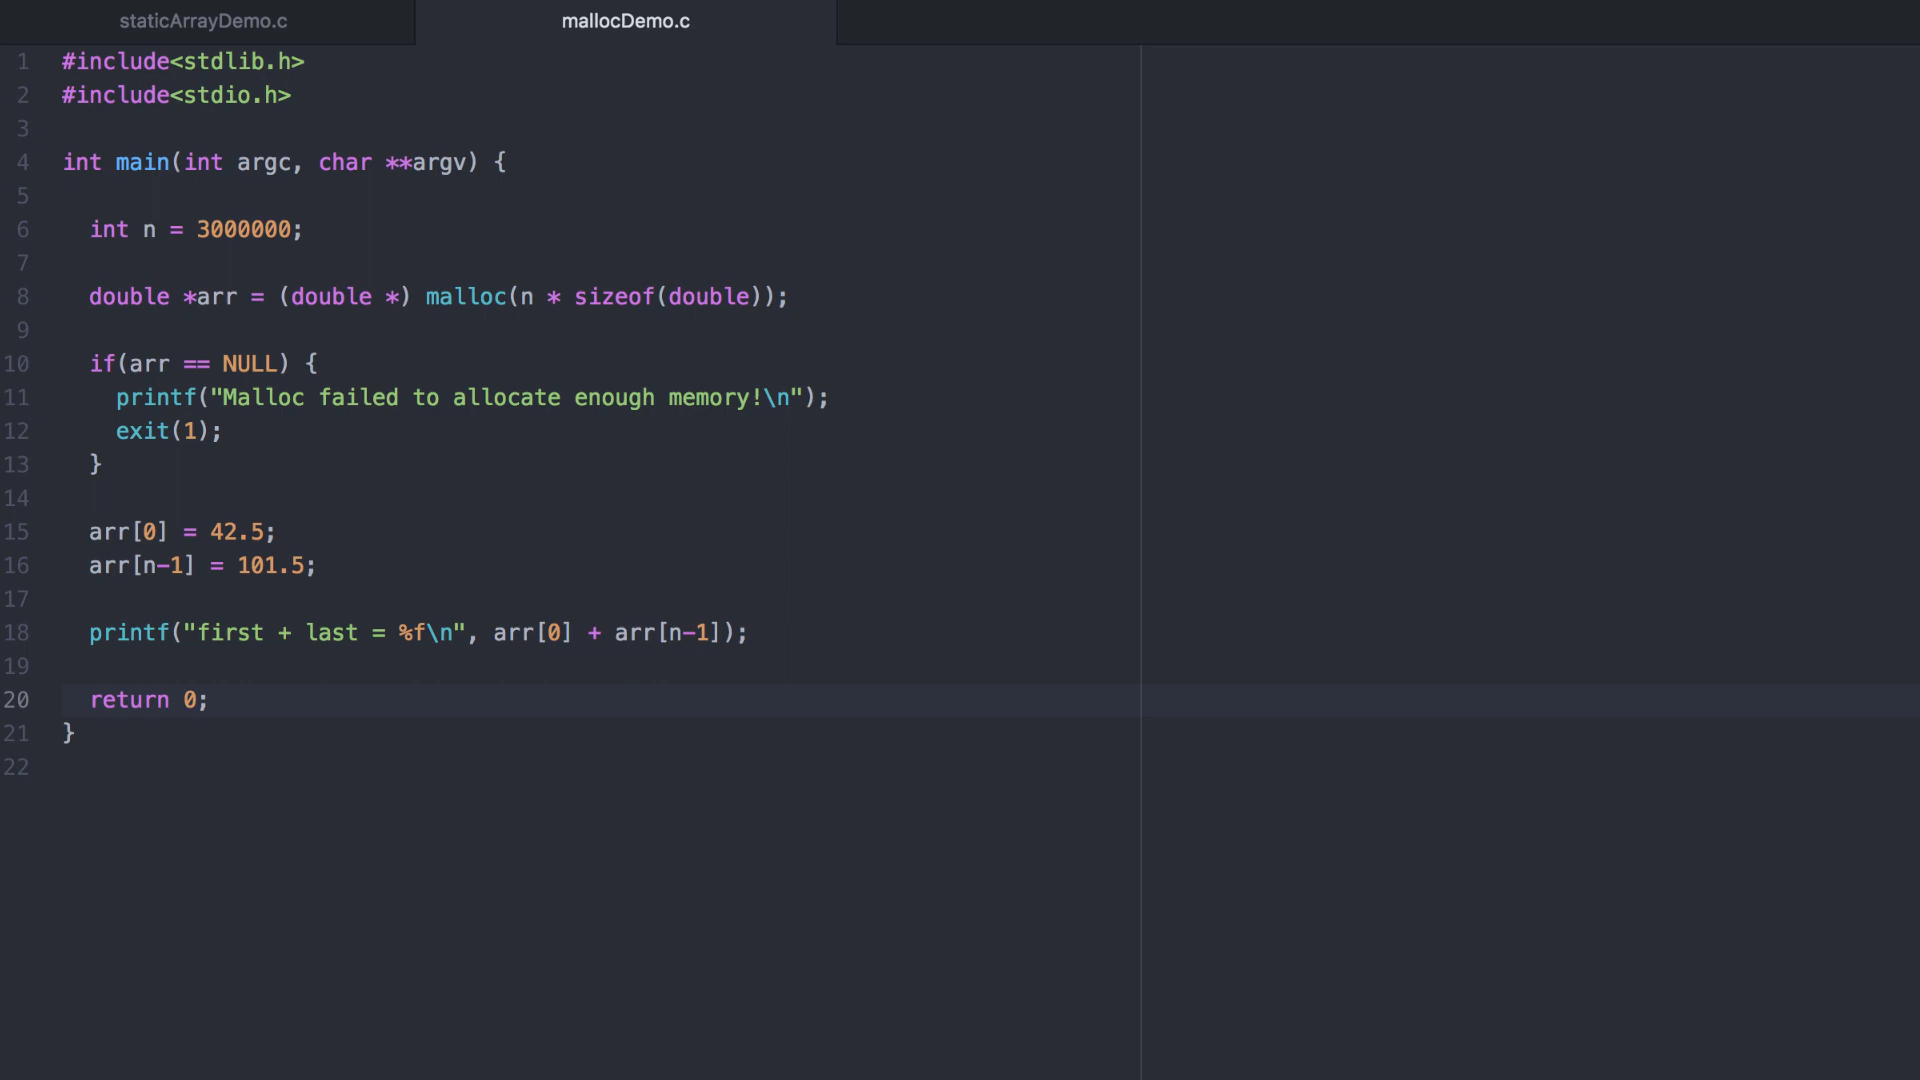 staticArrayDemo.c
mallocDemo.c
1 #include<stdlib.h>
2 #include<stdio.h>
3
4 int main(int argc, char **argv) {
5
6   int n = 3000000;
7
8   double *arr = (double *) malloc(n * sizeof(double));
9
10   if(arr == NULL) {
11     printf("Malloc failed to allocate enough memory!\n");
12     exit(1);
13   }
14
15   arr[0] = 42.5;
16   arr[n-1] = 101.5;
17
18   printf("first + last = %f\n", arr[0] + arr[n-1]);
19
20   return 0;
21 }
22